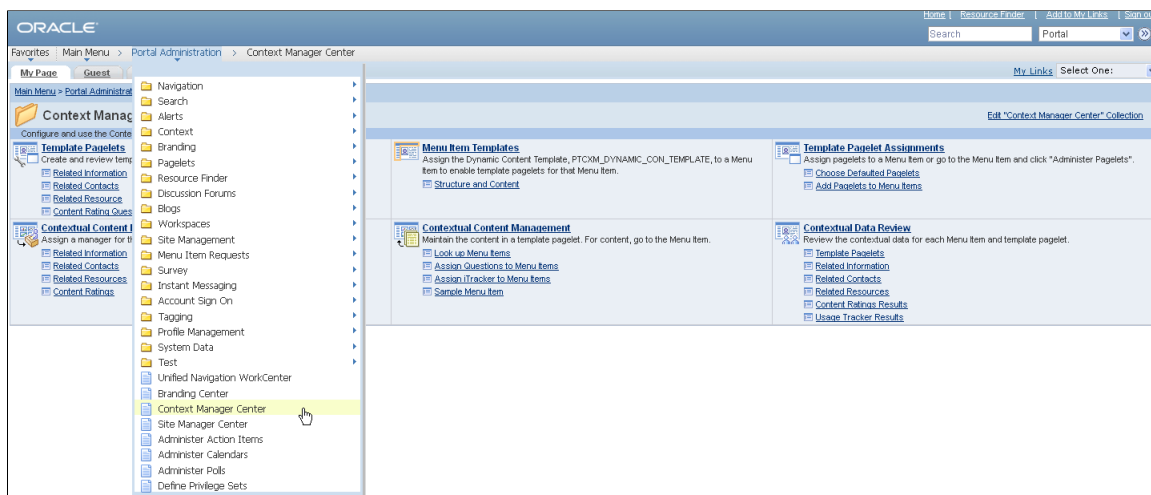 Home | Resource Finder | Add to My Links | Sign ou
ORACLE
Search Portal
Favorites Main Menu > Portal Administration > Context Manager Center
My Page Guest
My Links Select One:
Main Menu > Portal Administrat
Context Manag
Edit "Context Manager Center" Collection
Configure and use the Conte
Template Pagelets
Create and review temp
Related Information
Related Contacts
Related Resource
Content Rating Ques
Contextual Content
Assign a manager for th
Related Information
Related Contacts
Related Resources
Content Ratings
Navigation
Search
Alerts
Context
Branding
Pagelets
Resource Finder
Discussion Forums
Blogs
Workspaces
Site Management
Menu Item Requests
Survey
Instant Messaging
Account Sign On
Tagging
Profile Management
System Data
Test
Unified Navigation WorkCenter
Branding Center
Context Manager Center
Site Manager Center
Administer Action Items
Administer Calendars
Administer Polls
Define Privilege Sets
Menu Item Templates
Assign the Dynamic Content Template, PTCXM_DYNAMIC_CON_TEMPLATE, to a Menu
Item to enable template pagelets for that Menu Item.
Structure and Content
Template Pagelet Assignments
Assign pagelets to a Menu Item or go to the Menu Item and click "Administer Pagelets".
Choose Defaulted Pagelets
Add Pagelets to Menu Items
Contextual Content Management
Maintain the content in a template pagelet. For content, go to the Menu Item.
Look up Menu Items
Assign Questions to Menu Items
Assign iTracker to Menu Items
Sample Menu Item
Contextual Data Review
Review the contextual data for each Menu Item and template pagelet.
Template Pagelets
Related Information
Related Contacts
Related Resources
Content Ratings Results
Usage Tracker Results